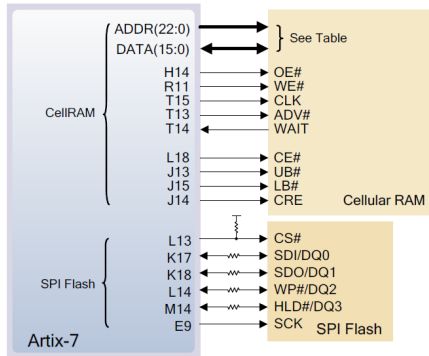 ADDR(22:0)
DATA(15:0)
See Table
H14 OE#
R11 WE#
T15 CLK
T13 ADV#
T14 WAIT
CellRAM
L18 CE#
J13 UB#
J15 LB#
J14 CRE
Cellular RAM
L13 CS#
K17 SDI/DQ0
K18 SDO/DQ1
SPI Flash
L14 WP#/DQ2
M14 HLD#/DQ3
E9 SCK
SPI Flash
Artix-7